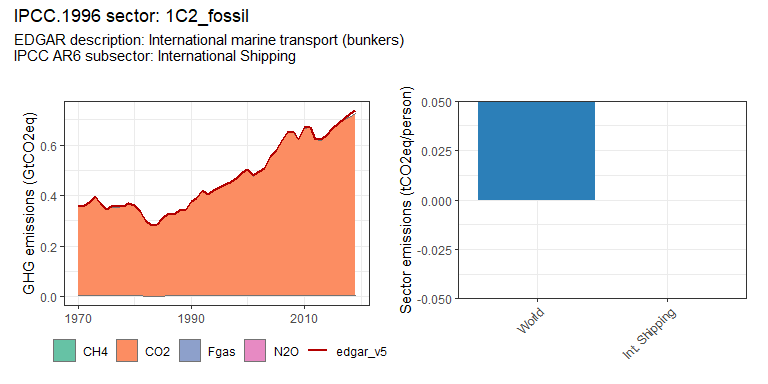 IPCC.1996 sector: 1C2_fossil
EDGAR description: International marine transport (bunkers)
IPCC AR6 subsector: International Shipping
GHG emissions (GtCO2eq)
0.6
0.4
0.2
0.0
1970
1990
2010
CH4
CO2
Fgas
N2O
edgar_v5
Sector emissions (tCO2eq/person)
0.050
0.025
0.000
-0.025
-0.050
World
Int. Shipping